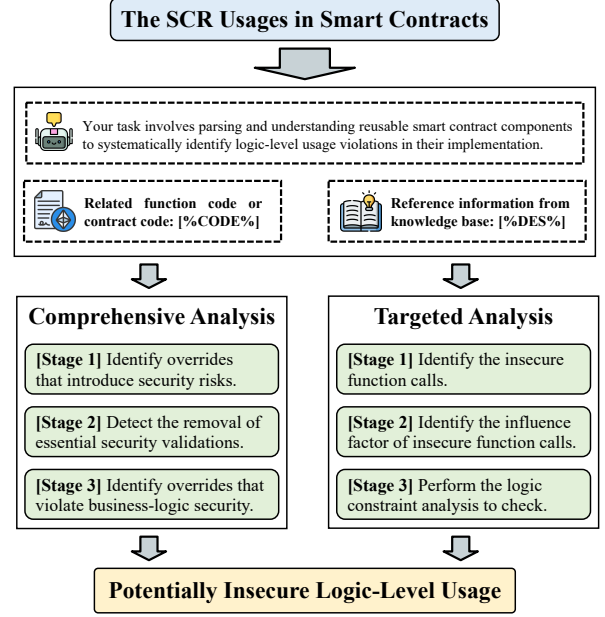 The SCR Usages in Smart Contracts
Your task involves parsing and understanding reusable smart contract components
to systematically identify logic-level usage violations in their implementation.
Related function code or
contract code: [%CODE%]
Reference information from
knowledge base: [%DES%]
Comprehensive Analysis
[Stage 1] Identify overrides
that introduce security risks.
[Stage 2] Detect the removal of
essential security validations.
[Stage 3] Identify overrides that
violate business-logic security.
Targeted Analysis
[Stage 1] Identify the insecure
function calls.
[Stage 2] Identify the influence
factor of insecure function calls.
[Stage 3] Perform the logic
constraint analysis to check.
Potentially Insecure Logic-Level Usage